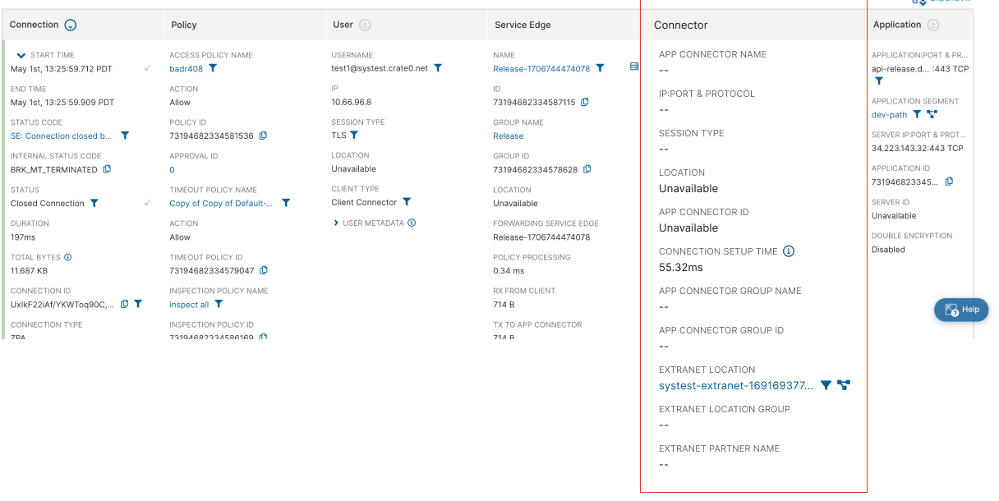 Connection
START TIME
May 1st, 13:25:59.712 PDT
END TIME
May 1st, 13:25:59.909 PDT
STATUS CODE
SE: Connection closed b...
INTERNAL STATUS CODE
BRK_MT_TERMINATED
STATUS
Closed Connection
DURATION
197ms
TOTAL BYTES
11.687 KB
CONNECTION ID
UxlkF22iAf/YKWToq90C,...
CONNECTION TYPE
ZPA
Policy
ACCESS POLICY NAME
badr408
ACTION
Allow
POLICY ID
73194682334581536
APPROVAL ID
0
TIMEOUT POLICY NAME
Copy of Copy of Default-...
ACTION
Allow
TIMEOUT POLICY ID
73194682334579047
INSPECTION POLICY NAME
inspect all
INSPECTION POLICY ID
73194682334586169
User
USERNAME
test1@systest.crate0.net
IP
10.66.96.8
SESSION TYPE
TLS
LOCATION
Unavailable
CLIENT TYPE
Client Connector
USER METADATA
Service Edge
NAME
Release-1706744474078
ID
73194682334587115
GROUP NAME
Release
GROUP ID
73194682334578628
LOCATION
Unavailable
FORWARDING SERVICE EDGE
Release-1706744474078
POLICY PROCESSING
0.34 ms
RX FROM CLIENT
714 B
TX TO APP CONNECTOR
714 B
Connector
APP CONNECTOR NAME
--
IP:PORT & PROTOCOL
--
SESSION TYPE
--
LOCATION
Unavailable
APP CONNECTOR ID
Unavailable
CONNECTION SETUP TIME
55.32ms
APP CONNECTOR GROUP NAME
--
APP CONNECTOR GROUP ID
--
EXTRANET LOCATION
systest-extranet-169169377...
EXTRANET LOCATION GROUP
--
EXTRANET PARTNER NAME
--
Expand All
Application
APPLICATION:PORT & PR...
api-release.d... :443 TCP
APPLICATION SEGMENT
dev-path
SERVER IP:PORT & PROT...
34.223.143.32:443 TCP
APPLICATION ID
731946823345...
SERVER ID
Unavailable
DOUBLE ENCRYPTION
Disabled
Help